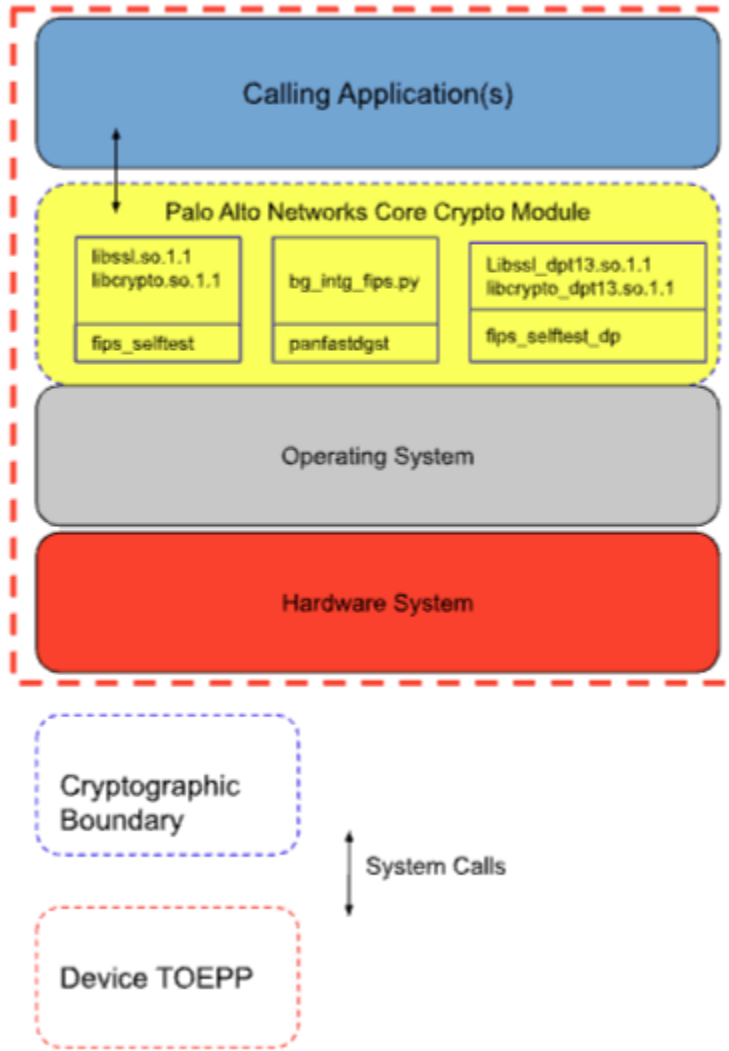 Calling Application(s)
Palo Alto Networks Core Crypto Module
libssl.so.1.1
libcrypto.so.1.1
fips_selftest
bg_intg_fips.py
panfastdgst
Libssl_dpt13.so.1.1
libcrypto_dpt13.so.1.1
fips_selftest_dp
Operating System
Hardware System
Cryptographic
Boundary
System Calls
Device TOEPP